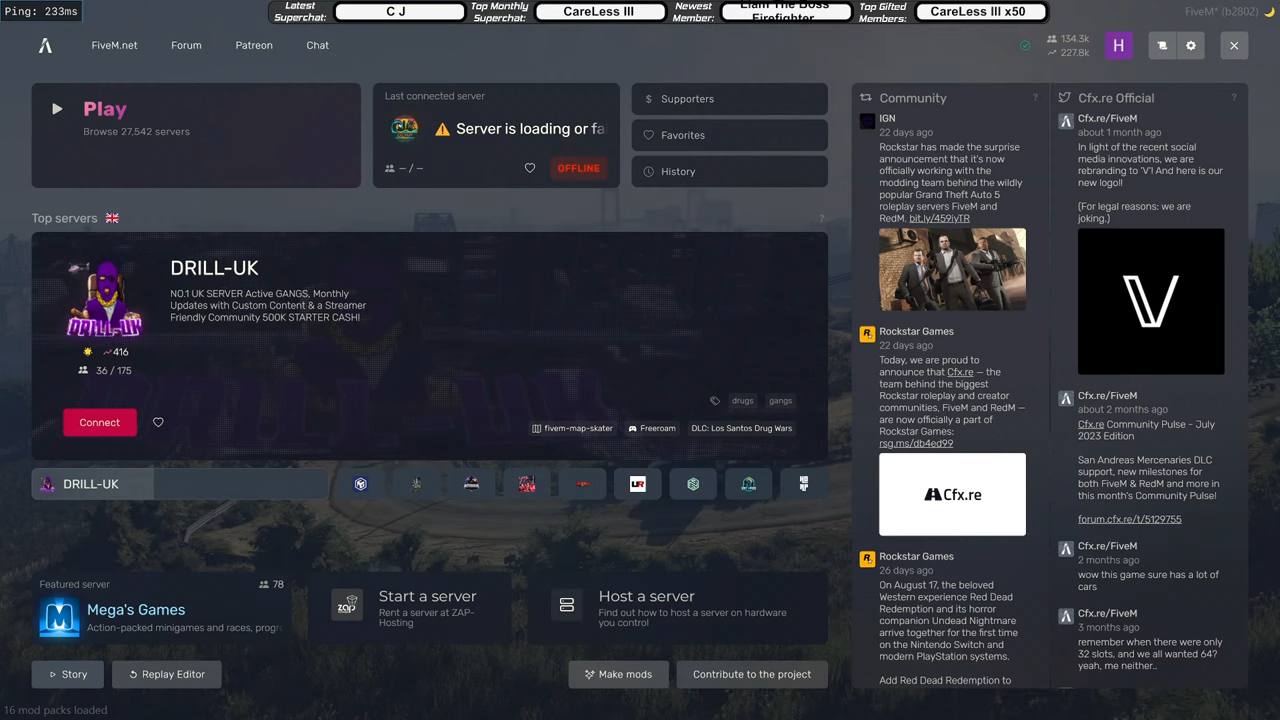 Ping: 233ms
Latest Superchat:
C J
Top Monthly Superchat:
CareLess III
Newest Member:
Liam The Boss Firefighter
Top Gifted Members:
CareLess III x50
FiveM* (b2802)
FiveM.net
Forum
Patreon
Chat
134.3k
227.8k
H
Play
Browse 27,542 servers
Last connected server
Server is loading or fa
– / –
OFFLINE
$ Supporters
Favorites
History
Top servers
?
DRILL-UK
NO.1 UK SERVER Active GANGS, Monthly
Updates with Custom Content & a Streamer
Friendly Community 500K STARTER CASH!
DRILL-UK
416
36 / 175
DRILL-UK
drugs
gangs
Connect
fivem-map-skater
Freeroam
DLC: Los Santos Drug Wars
DRILL-UK
UR
Featured server
78
Mega's Games
Action-packed minigames and races, progr
ZAP
Start a server
Rent a server at ZAP-
Hosting
Host a server
Find out how to host a server on hardware
you control
Story
Replay Editor
Make mods
Contribute to the project
16 mod packs loaded
Community
?
IGN
22 days ago
Rockstar has made the surprise
announcement that it's now
officially working with the
modding team behind the wildly
popular Grand Theft Auto 5
roleplay servers FiveM and
RedM. bit.ly/459iyTR
Rockstar Games
22 days ago
Today, we are proud to
announce that Cfx.re — the
team behind the biggest
Rockstar roleplay and creator
communities, FiveM and RedM —
are now officially a part of
Rockstar Games:
rsg.ms/db4ed99
Cfx.re
Rockstar Games
26 days ago
On August 17, the beloved
Western experience Red Dead
Redemption and its horror
companion Undead Nightmare
arrive together for the first time
on the Nintendo Switch and
modern PlayStation systems.
Add Red Dead Redemption to
Cfx.re Official
?
Cfx.re/FiveM
about 1 month ago
In light of the recent social
media innovations, we are
rebranding to 'V'! And here is our
new logo!!
(For legal reasons: we are
joking.)
V
Cfx.re/FiveM
about 2 months ago
Cfx.re Community Pulse - July
2023 Edition
San Andreas Mercenaries DLC
support, new milestones for
both FiveM & RedM and more in
this month's Community Pulse!
forum.cfx.re/t/5129755
Cfx.re/FiveM
2 months ago
wow this game sure has a lot of
cars
Cfx.re/FiveM
3 months ago
remember when there were only
32 slots, and we all wanted 64?
yeah, me neither..